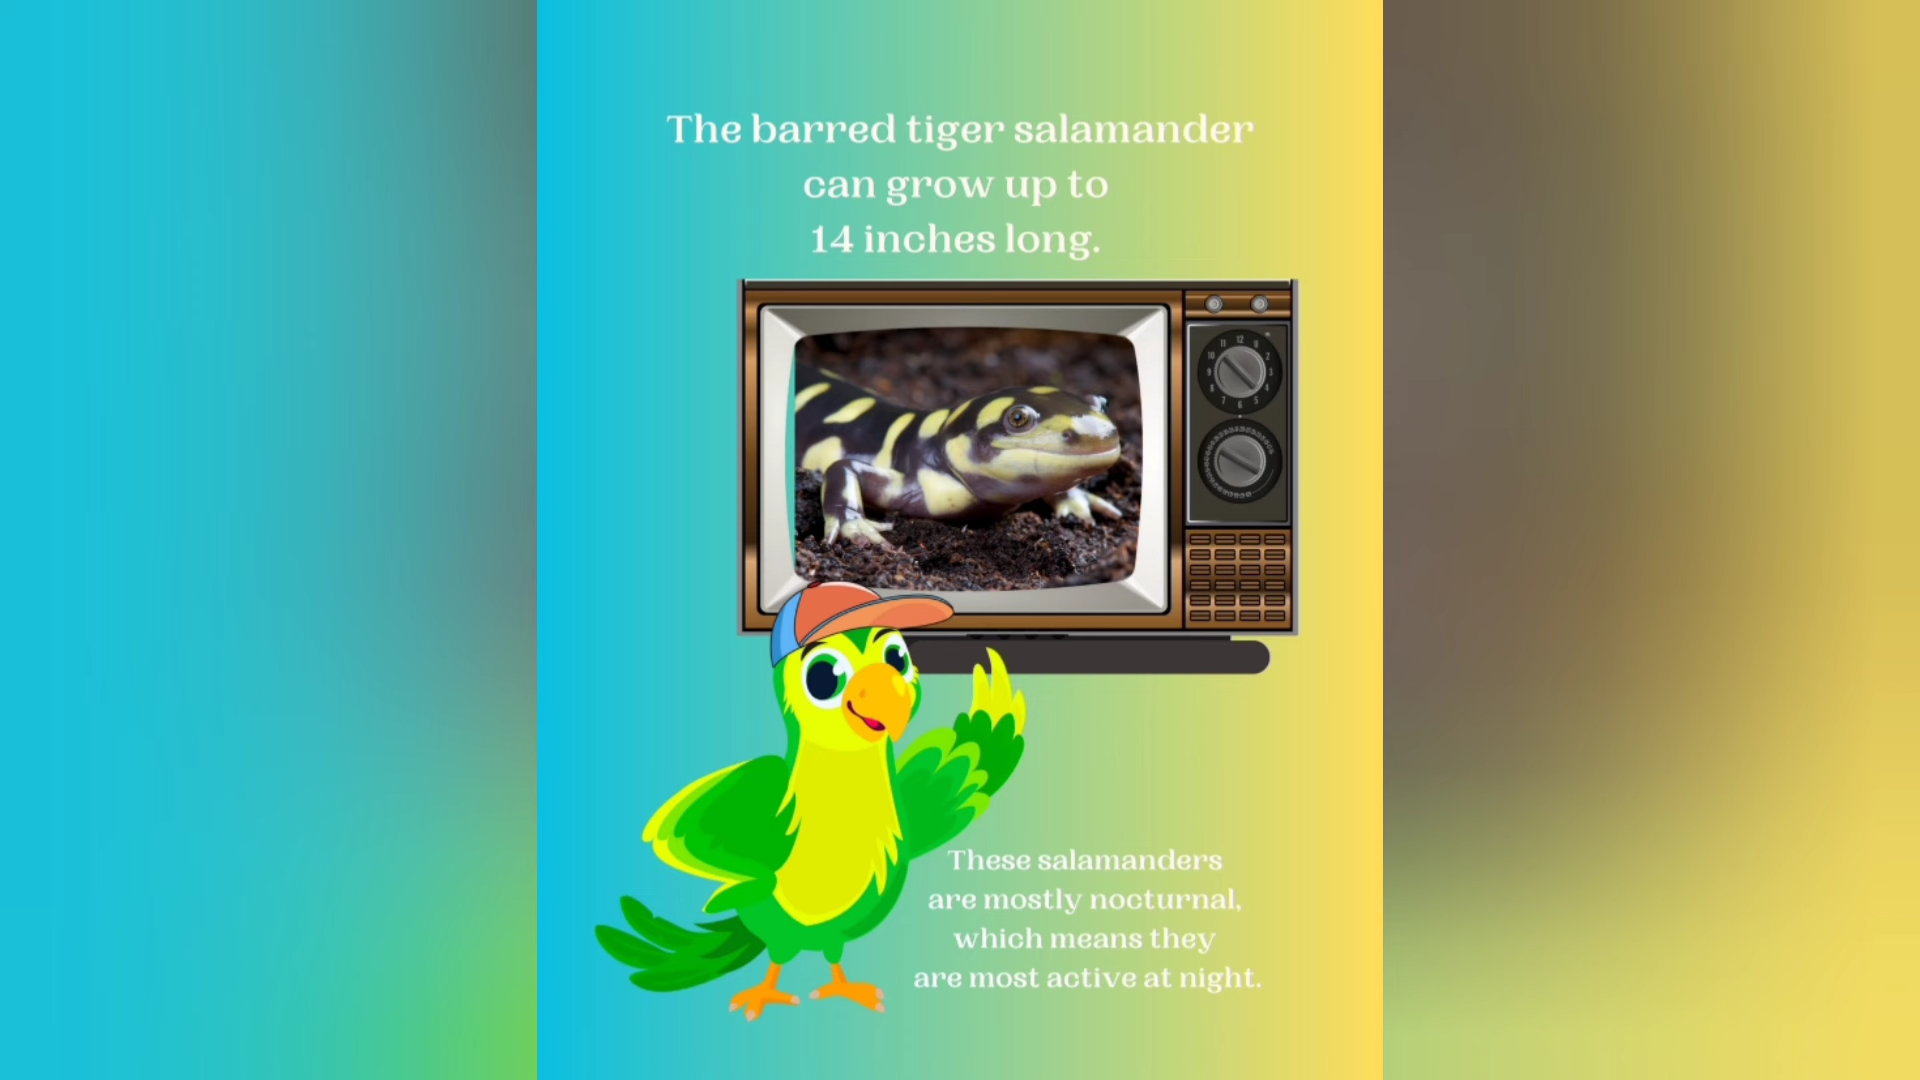 The barred tiger salamander
can grow up to
14 inches long.
These salamanders
are mostly nocturnal,
which means they
are most active at night.